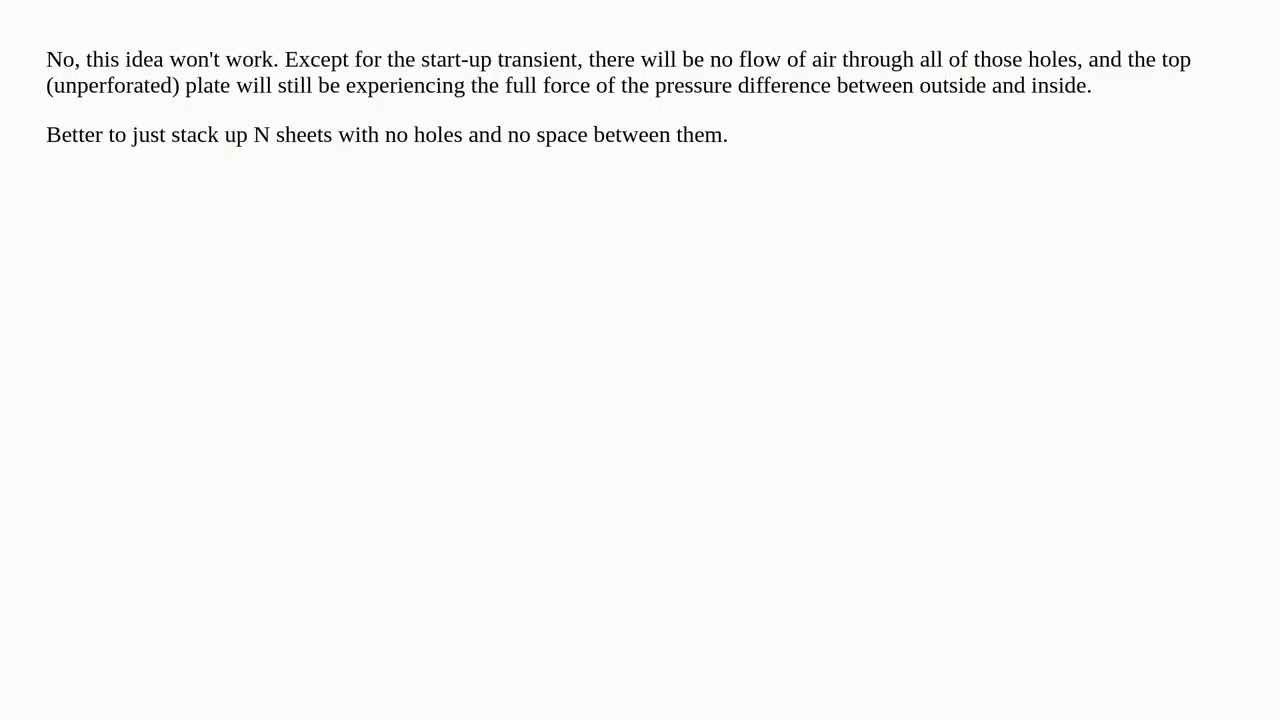 No, this idea won't work. Except for the start-up transient, there will be no flow of air through all of those holes, and the top
(unperforated) plate will still be experiencing the full force of the pressure difference between outside and inside.
Better to just stack up N sheets with no holes and no space between them.